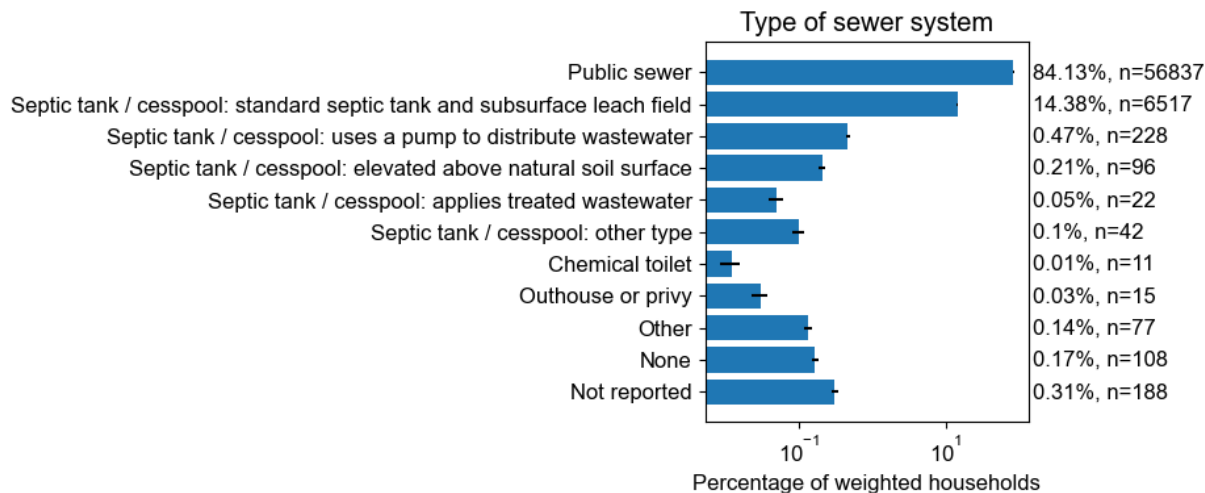 Type of sewer system
Public sewer 84.13%, n=56837
Septic tank / cesspool: standard septic tank and subsurface leach field 14.38%, n=6517
Septic tank / cesspool: uses a pump to distribute wastewater 0.47%, n=228
Septic tank / cesspool: elevated above natural soil surface 0.21%, n=96
Septic tank / cesspool: applies treated wastewater 0.05%, n=22
Septic tank / cesspool: other type 0.1%, n=42
Chemical toilet 0.01%, n=11
Outhouse or privy 0.03%, n=15
Other 0.14%, n=77
None 0.17%, n=108
Not reported 0.31%, n=188
10⁻¹ 10¹
Percentage of weighted households